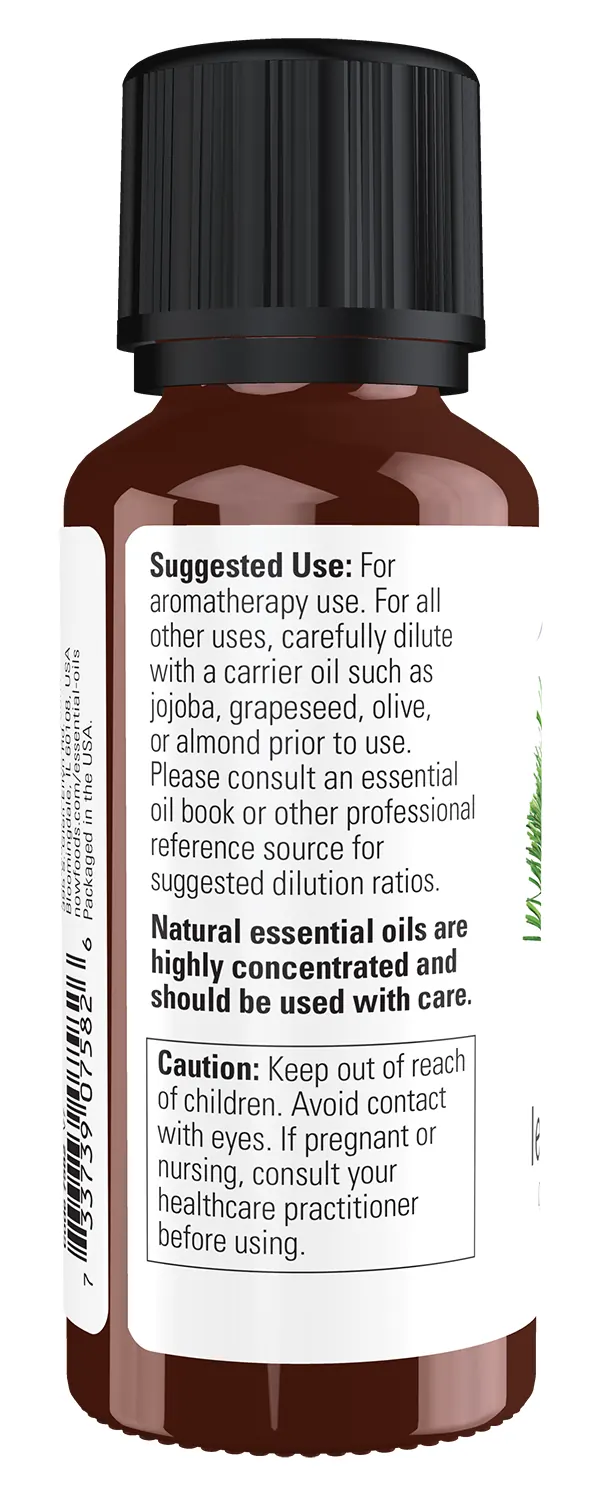 Suggested Use: For
aromatherapy use. For all
other uses, carefully dilute
with a carrier oil such as
jojoba, grapeseed, olive,
or almond prior to use.
Please consult an essential
oil book or other professional
reference source for
suggested dilution ratios.
Natural essential oils are
highly concentrated and
should be used with care.
Caution: Keep out of reach
of children. Avoid contact
with eyes. If pregnant or
nursing, consult your
healthcare practitioner
before using.
Bloomingdale, IL 60108, USA
nowfoods.com/essential-oils
Packaged in the USA.
7 33739 07582 6